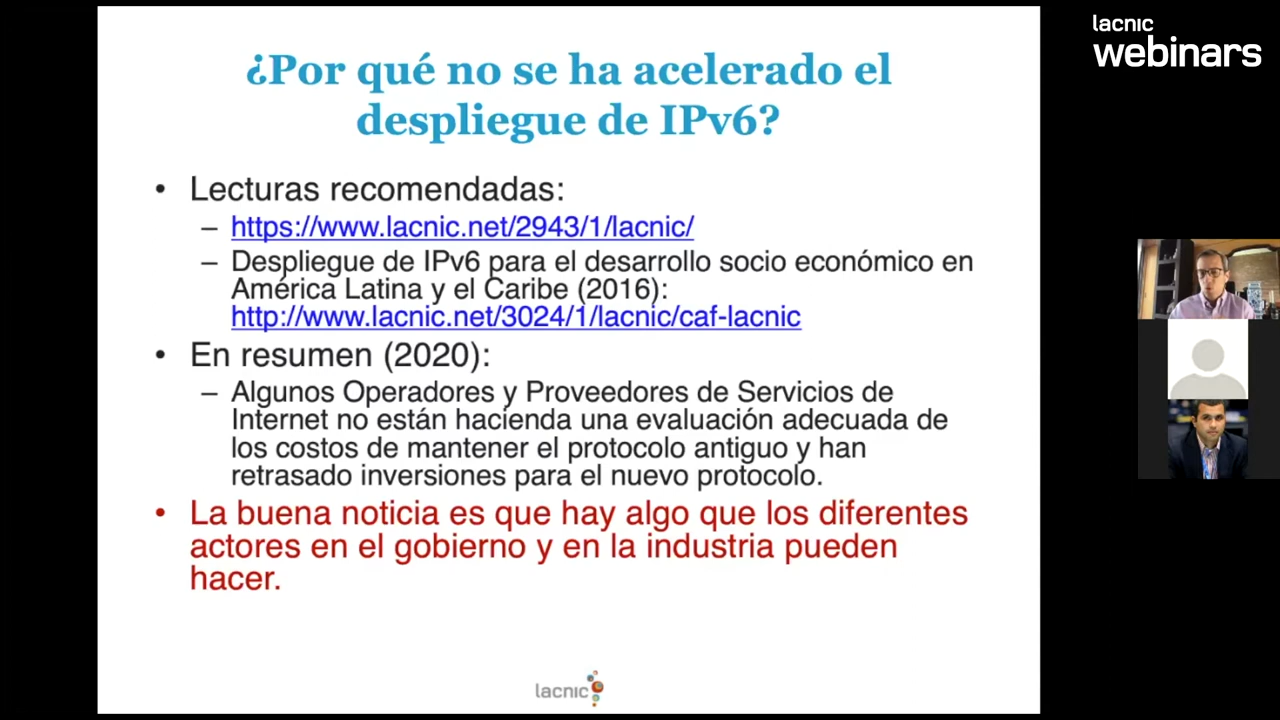 ¿Por qué no se ha acelerado el
despliegue de IPv6?
• Lecturas recomendadas:
– https://www.lacnic.net/2943/1/lacnic/
– Despliegue de IPv6 para el desarrollo socio económico en
América Latina y el Caribe (2016):
http://www.lacnic.net/3024/1/lacnic/caf-lacnic
• En resumen (2020):
– Algunos Operadores y Proveedores de Servicios de
Internet no están hacienda una evaluación adecuada de
los costos de mantener el protocolo antiguo y han
retrasado inversiones para el nuevo protocolo.
• La buena noticia es que hay algo que los diferentes
actores en el gobierno y en la industria pueden
hacer.
lacnic
lacnic
webinars